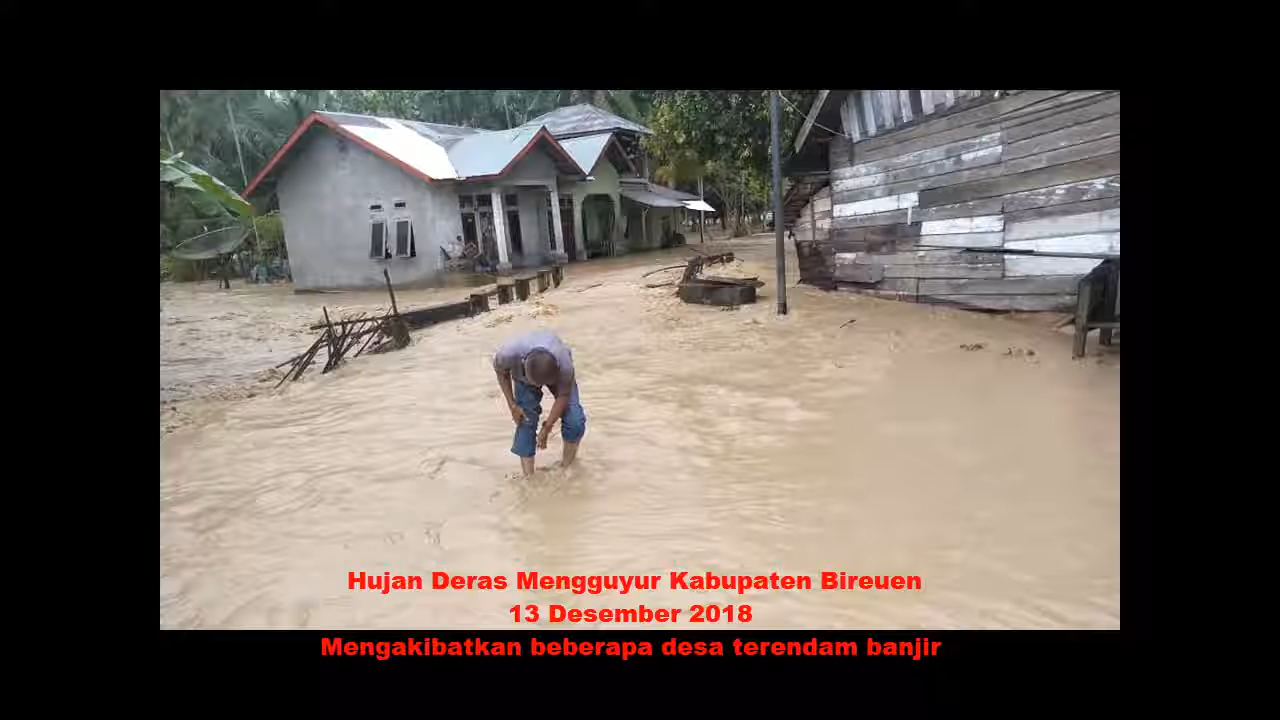 Hujan Deras Mengguyur Kabupaten Bireuen
13 Desember 2018
Mengakibatkan beberapa desa terendam banjir